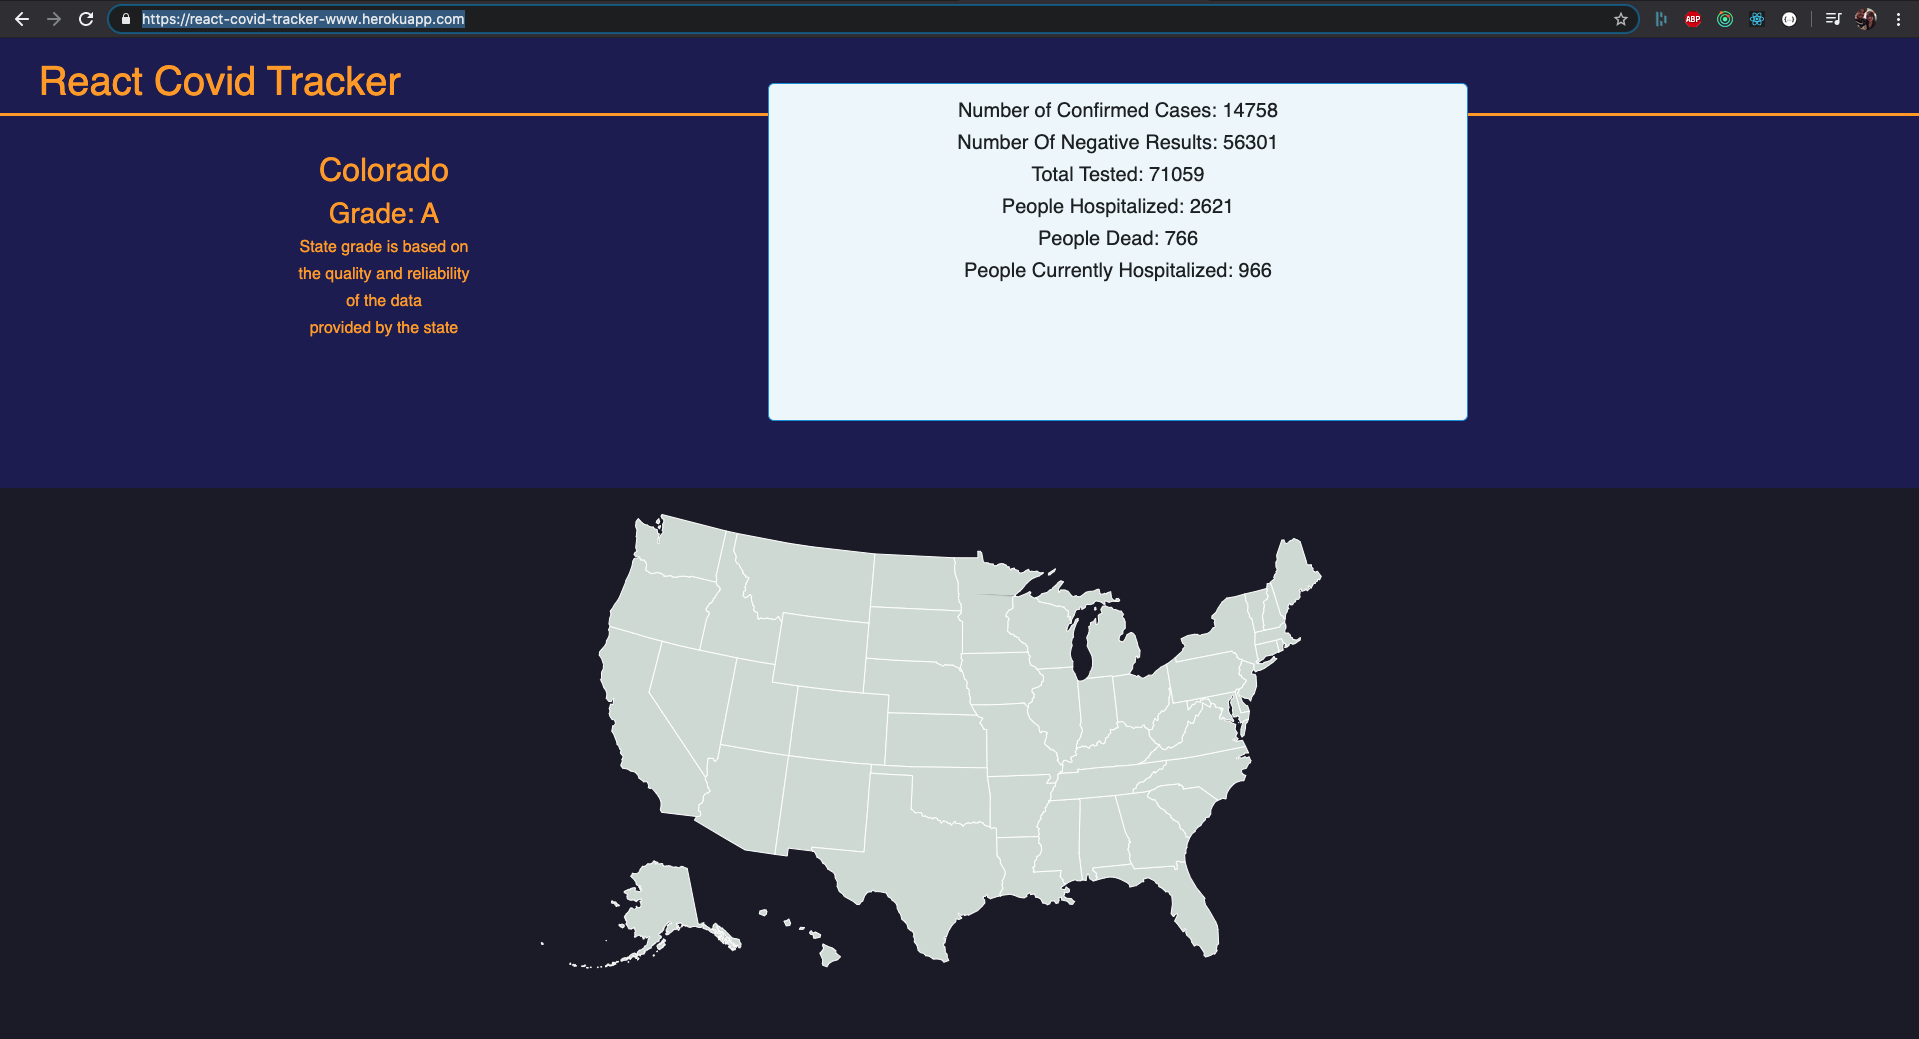 https://react-covid-tracker-www.herokuapp.com
ABP
React Covid Tracker
Colorado
Grade: A
State grade is based on
the quality and reliability
of the data
provided by the state
Number of Confirmed Cases: 14758
Number Of Negative Results: 56301
Total Tested: 71059
People Hospitalized: 2621
People Dead: 766
People Currently Hospitalized: 966